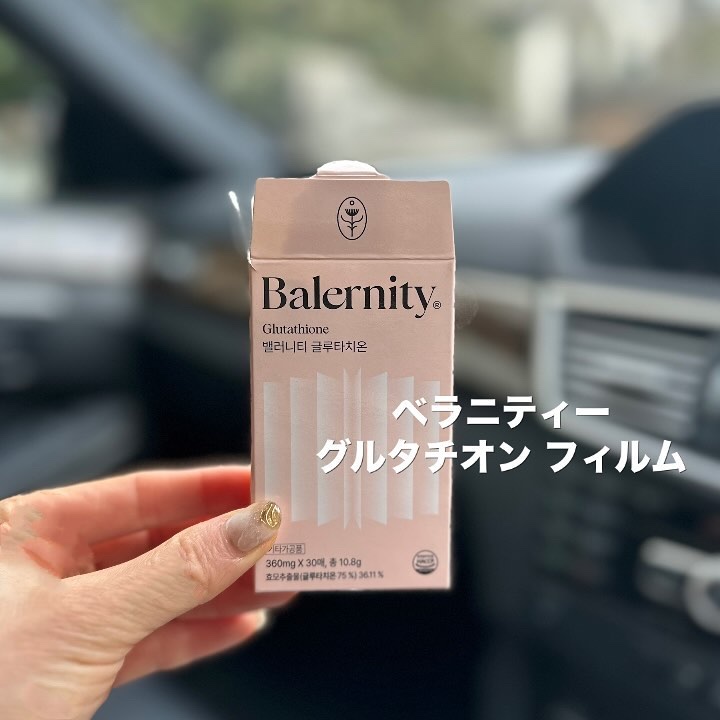 Balernity®
Glutathione
밸러니티 글루타치온
ベラニティー
グルタチオン フィルム
기타가공품
360mg X 30매, 총 10.8g
효모추출물(글루타치온 75 %) 36.11 %